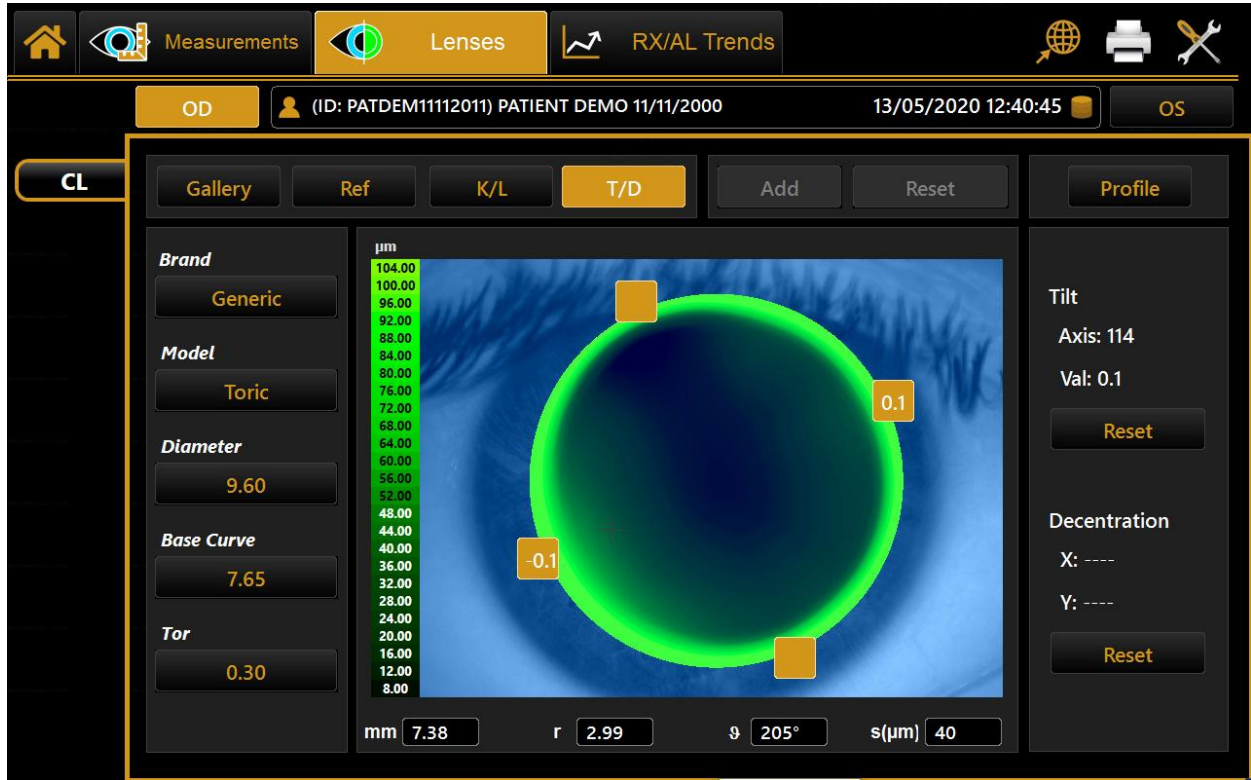 Measurements Lenses RX/AL Trends
OD (ID: PATDEM11112011) PATIENT DEMO 11/11/2000 13/05/2020 12:40:45 OS
CL
Gallery Ref K/L T/D Add Reset Profile
Brand
Generic
Model
Toric
Diameter
9.60
Base Curve
7.65
Tor
0.30
µm
104.00
100.00
96.00
92.00
88.00
84.00
80.00
76.00
72.00
68.00
64.00
60.00
56.00
52.00
48.00
44.00
40.00
36.00
32.00
28.00
24.00
20.00
16.00
12.00
8.00
0.1
-0.1
mm 7.38 r 2.99 ϑ 205° s(µm) 40
Tilt
Axis: 114
Val: 0.1
Reset
Decentration
X: ----
Y: ----
Reset